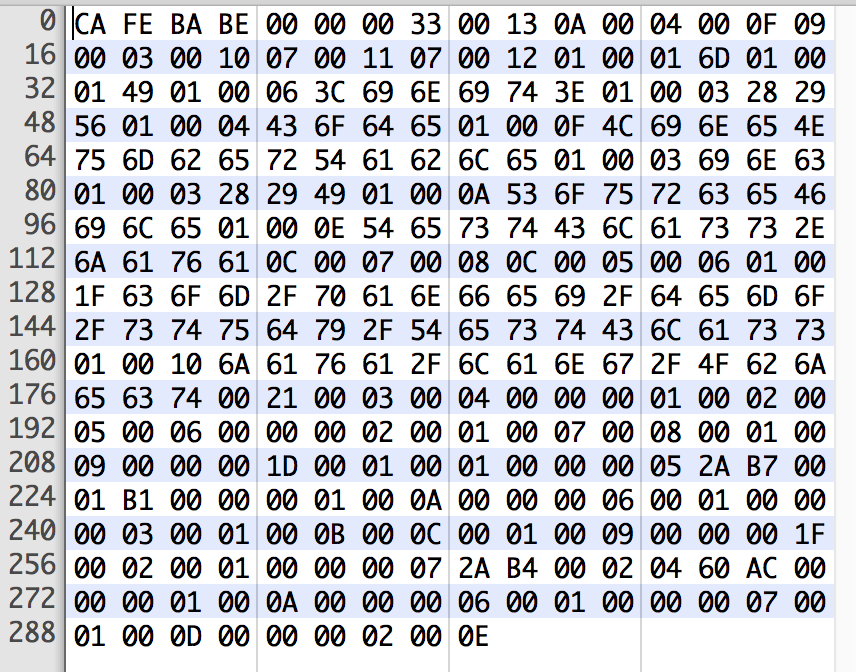 0 CA FE BA BE 00 00 00 33 00 13 0A 00 04 00 0F 09
16 00 03 00 10 07 00 11 07 00 12 01 00 01 6D 01 00
32 01 49 01 00 06 3C 69 6E 69 74 3E 01 00 03 28 29
48 56 01 00 04 43 6F 64 65 01 00 0F 4C 69 6E 65 4E
64 75 6D 62 65 72 54 61 62 6C 65 01 00 03 69 6E 63
80 01 00 03 28 29 49 01 00 0A 53 6F 75 72 63 65 46
96 69 6C 65 01 00 0E 54 65 73 74 43 6C 61 73 73 2E
112 6A 61 76 61 0C 00 07 00 08 0C 00 05 00 06 01 00
128 1F 63 6F 6D 2F 70 61 6E 66 65 69 2F 64 65 6D 6F
144 2F 73 74 75 64 79 2F 54 65 73 74 43 6C 61 73 73
160 01 00 10 6A 61 76 61 2F 6C 61 6E 67 2F 4F 62 6A
176 65 63 74 00 21 00 03 00 04 00 00 00 01 00 02 00
192 05 00 06 00 00 00 02 00 01 00 07 00 08 00 01 00
208 09 00 00 00 1D 00 01 00 01 00 00 00 05 2A B7 00
224 01 B1 00 00 00 01 00 0A 00 00 00 06 00 01 00 00
240 00 03 00 01 00 0B 00 0C 00 01 00 09 00 00 00 1F
256 00 02 00 01 00 00 00 07 2A B4 00 02 04 60 AC 00
272 00 00 01 00 0A 00 00 00 06 00 01 00 00 00 07 00
288 01 00 0D 00 00 00 02 00 0E